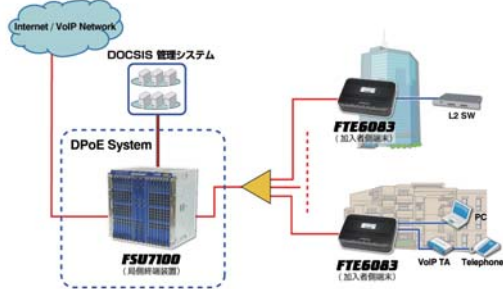 Internet / VoIP Network
DOCSIS 管理システム
DPoE System
FSU7100
(局側終端装置)
FTE6083
(加入者側端末)
L2 SW
FTE6083
(加入者側端末)
PC
VoIP TA
Telephone